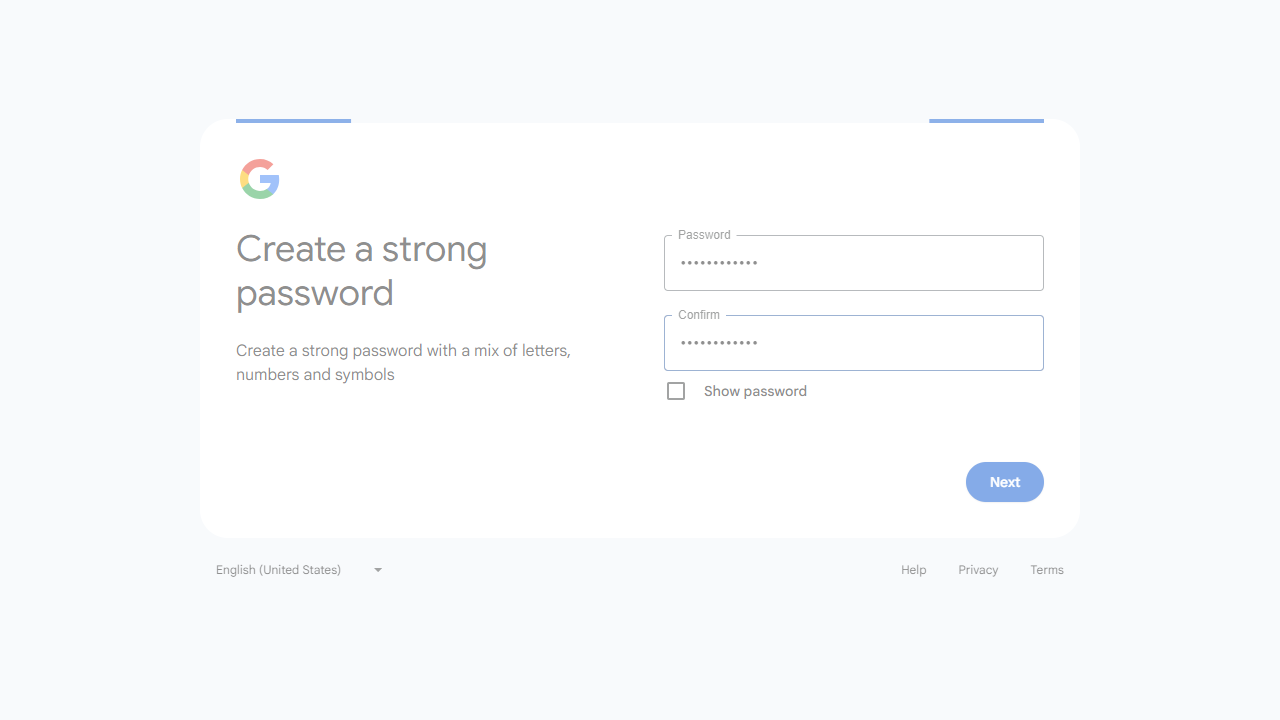 Create a strong
password
Create a strong password with a mix of letters,
numbers and symbols
Password
••••••••••••
Confirm
••••••••••••
Show password
Next
English (United States)
Help Privacy Terms